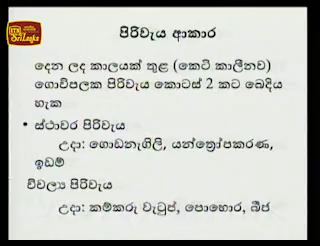 පිරිවැය ආකාර
දෙන ලද කාලයක් තුළ (කෙටි කාලීනව)
ගොවිපලක පිරිවැය කොටස් 2 කට බෙදිය
හැක
• ස්ථාවර පිරිවැය
උදා: ගොඩනැගිලි, යන්ත්‍රෝපකරණ,
ඉඩම්
විචල්‍ය පිරිවැය
උදා: කම්කරු වැටුප්, පොහොර, බීජ